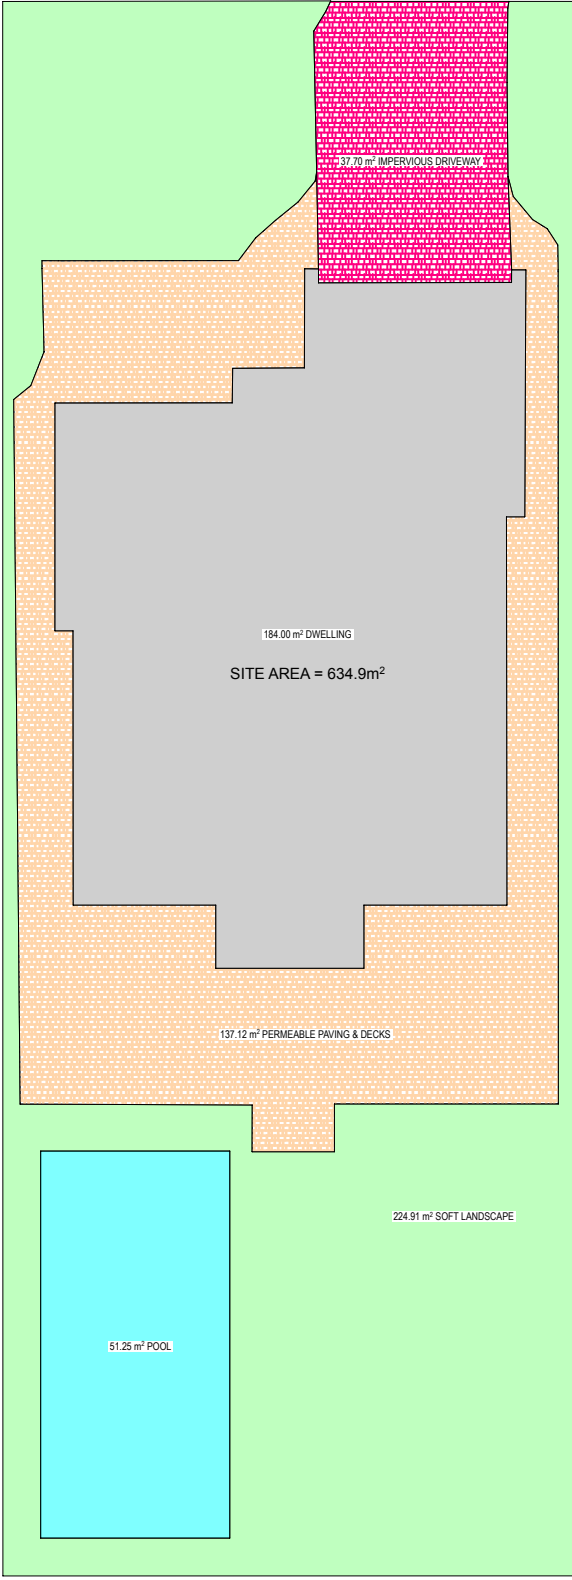 37.70 m² IMPERVIOUS DRIVEWAY
184.00 m² DWELLING
SITE AREA = 634.9m²
137.12 m² PERMEABLE PAVING & DECKS
224.91 m² SOFT LANDSCAPE
51.25 m² POOL